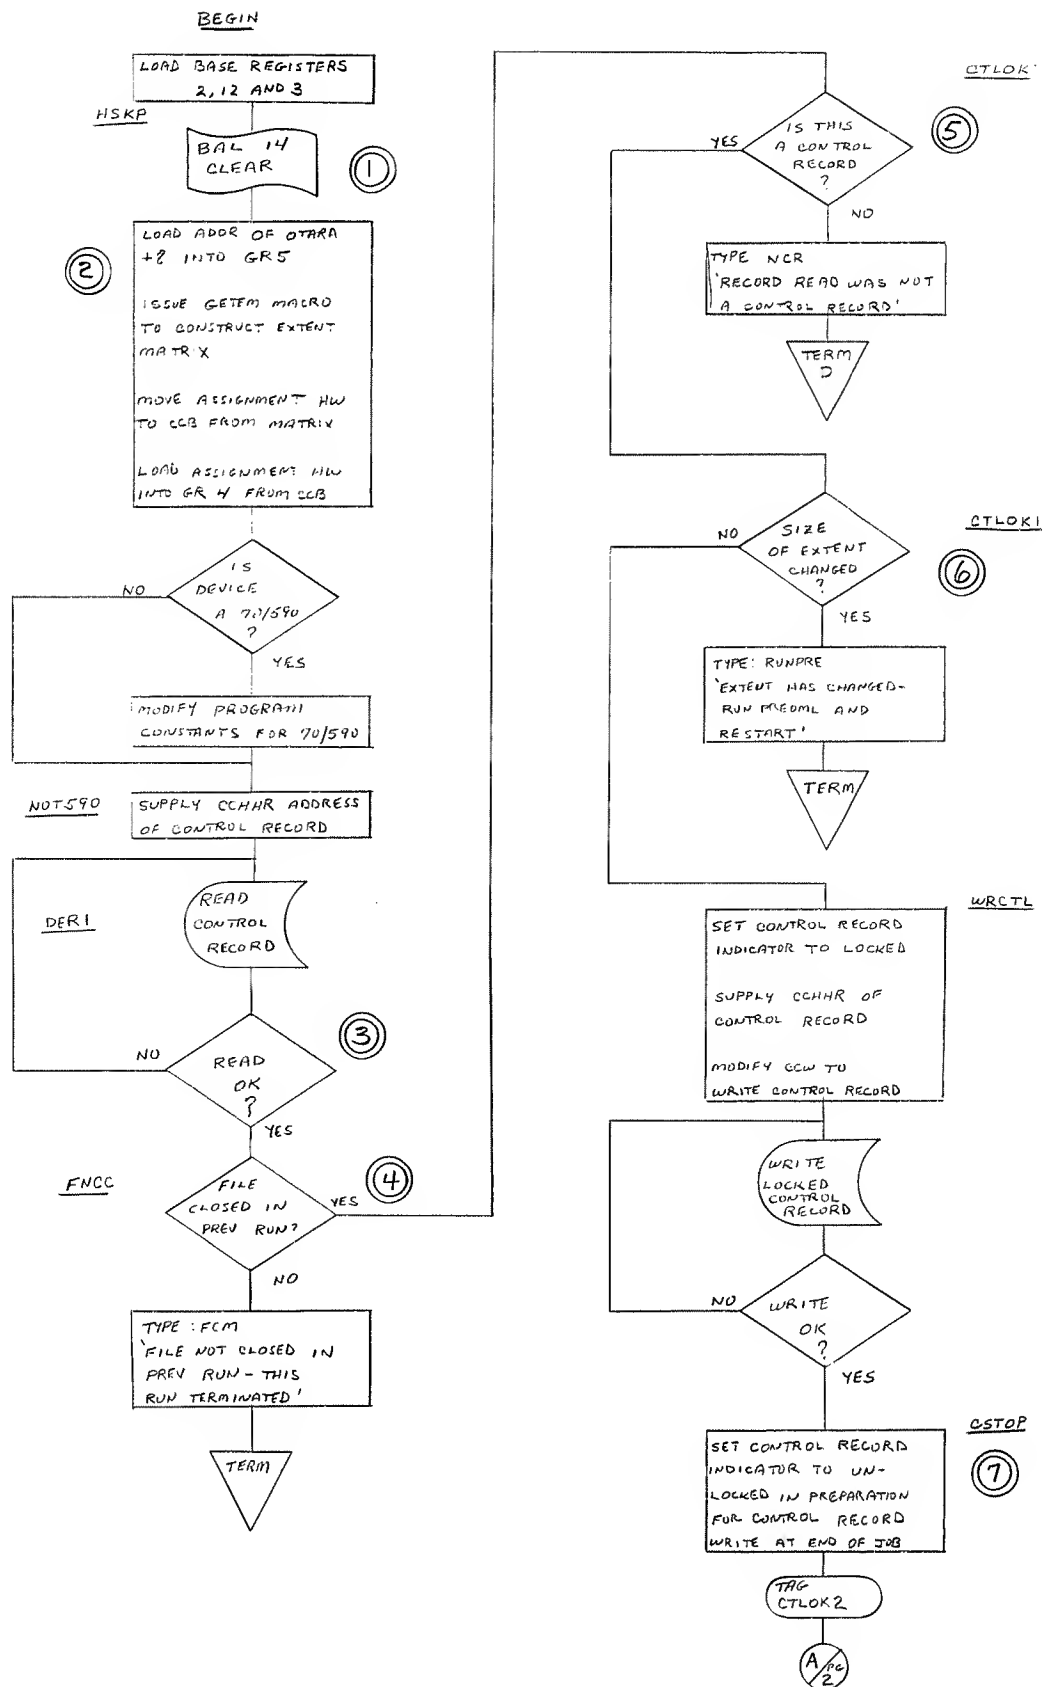 BEGIN
LOAD BASE REGISTERS
2, 12 AND 3
HSKP
BAL 14
CLEAR
1
2
LOAD ADDR OF OTARA
+8 INTO GR5
ISSUE GETEM MACRO
TO CONSTRUCT EXTENT
MATRIX
MOVE ASSIGNMENT HW
TO CCB FROM MATRIX
LOAD ASSIGNMENT HW
INTO GR 4 FROM CCB
IS
DEVICE
A 70/590
?
NO
YES
MODIFY PROGRAM
CONSTANTS FOR 70/590
NOT590
SUPPLY CCHHR ADDRESS
OF CONTROL RECORD
DER1
READ
CONTROL
RECORD
3
NO
READ
OK
?
YES
FNCC
FILE
CLOSED IN
PREV RUN?
YES
4
NO
TYPE : FCM
'FILE NOT CLOSED IN
PREV RUN - THIS
RUN TERMINATED'
TERM
CTLOK
5
YES
IS THIS
A CONTROL
RECORD
?
NO
TYPE NCR
'RECORD READ WAS NOT
A CONTROL RECORD'
TERM
D
CTLOK1
6
NO
SIZE
OF EXTENT
CHANGED
?
YES
TYPE: RUNPRE
'EXTENT HAS CHANGED-
RUN PREDML AND
RESTART'
TERM
WRCTL
SET CONTROL RECORD
INDICATOR TO LOCKED
SUPPLY CCHHR OF
CONTROL RECORD
MODIFY CCW TO
WRITE CONTROL RECORD
WRITE
LOCKED
CONTROL
RECORD
NO
WRITE
OK
?
YES
CSTOP
7
SET CONTROL RECORD
INDICATOR TO UN-
LOCKED IN PREPARATION
FOR CONTROL RECORD
WRITE AT END OF JOB
TAG
CTLOK2
A/PG
2